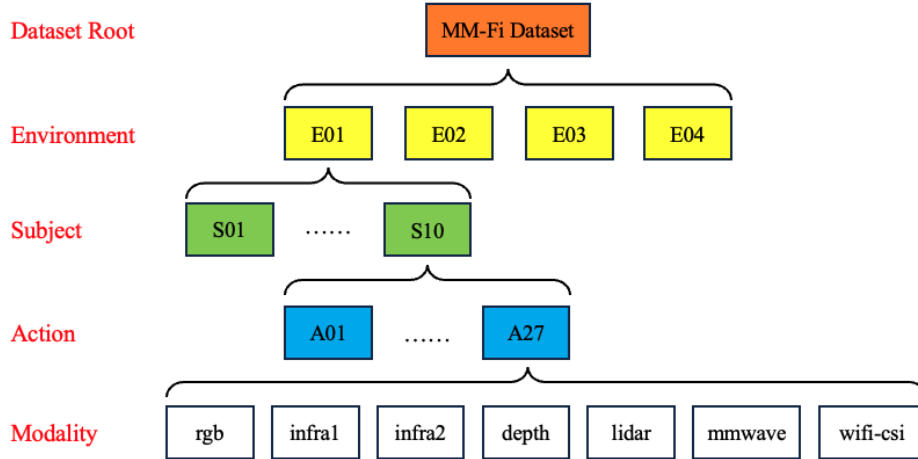 Dataset Root MM-Fi Dataset
Environment E01 E02 E03 E04
Subject S01 …… S10
Action A01 …… A27
Modality rgb infra1 infra2 depth lidar mmwave wifi-csi